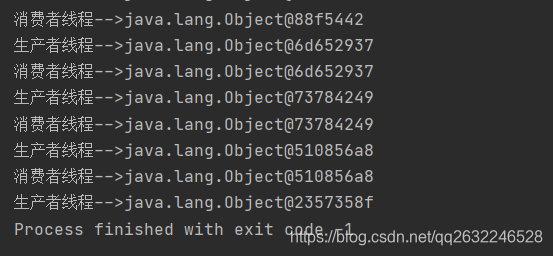 消费者线程-->java.lang.Object@88f5442
生产者线程-->java.lang.Object@6d652937
消费者线程-->java.lang.Object@6d652937
生产者线程-->java.lang.Object@73784249
消费者线程-->java.lang.Object@73784249
生产者线程-->java.lang.Object@510856a8
消费者线程-->java.lang.Object@510856a8
生产者线程-->java.lang.Object@2357358f
Process finished with exit code -1
https://blog.csdn.net/qq2632246528